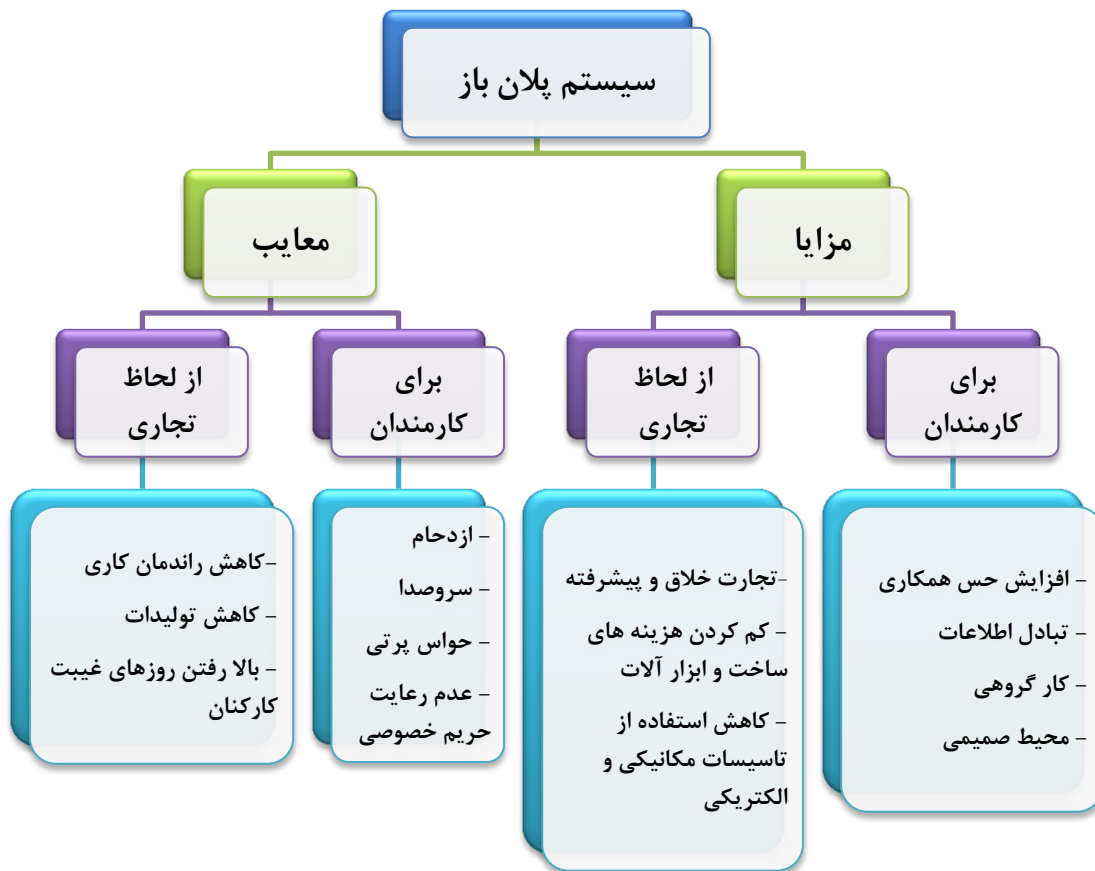 سیستم پلان باز
مزایا
معایب
برای
کارمندان
از لحاظ
تجاری
برای
کارمندان
از لحاظ
تجاری
- افزایش حس همکاری
- تبادل اطلاعات
- کار گروهی
- محیط صمیمی
-تجارت خلاق و پیشرفته
- کم کردن هزینه های
ساخت و ابزار آلات
- کاهش استفاده از
تاسیسات مکانیکی و
الکتریکی
- ازدحام
- سروصدا
- حواس پرتی
- عدم رعایت
حریم خصوصی
-کاهش راندمان کاری
- کاهش تولیدات
- بالا رفتن روزهای غیبت
کارکنان